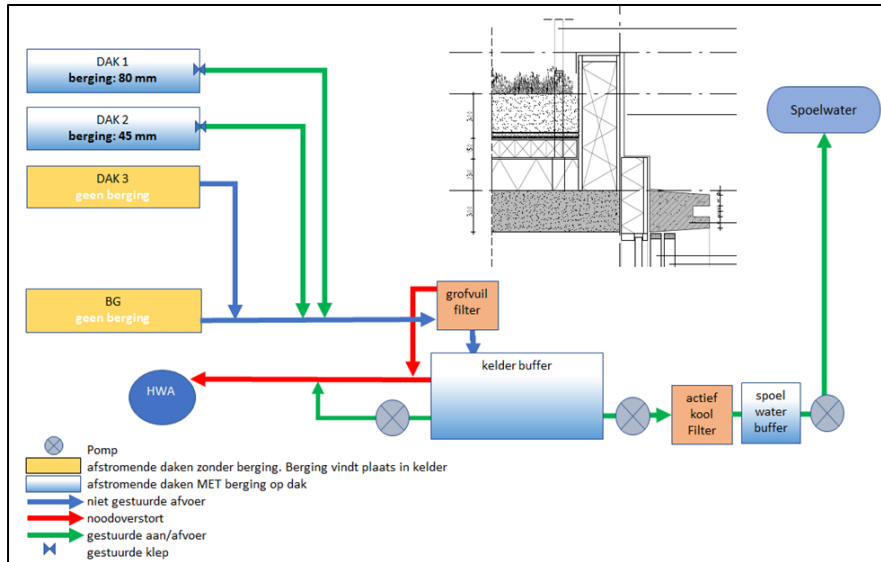 DAK 1
berging: 80 mm
DAK 2
berging: 45 mm
DAK 3
geen berging
BG
geen berging
grofvuil
filter
kelder buffer
HWA
actief
kool
Filter
spoel
water
buffer
Spoelwater
Pomp
afstromende daken zonder berging. Berging vindt plaats in kelder
afstromende daken MET berging op dak
niet gestuurde afvoer
noodoverstort
gestuurde aan/afvoer
gestuurde klep